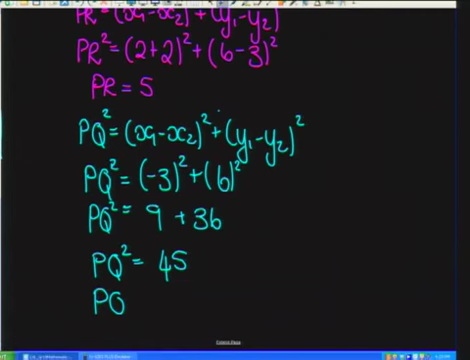 PR² = (x₁ - x₂)² + (y₁ - y₂)²
PR² = (2+2)² + (6-3)²
PR = 5
PQ² = (x₁ - x₂)² + (y₁ - y₂)²
PQ² = (-3)² + (6)²
PQ² = 9 + 36
PQ² = 45
PQ